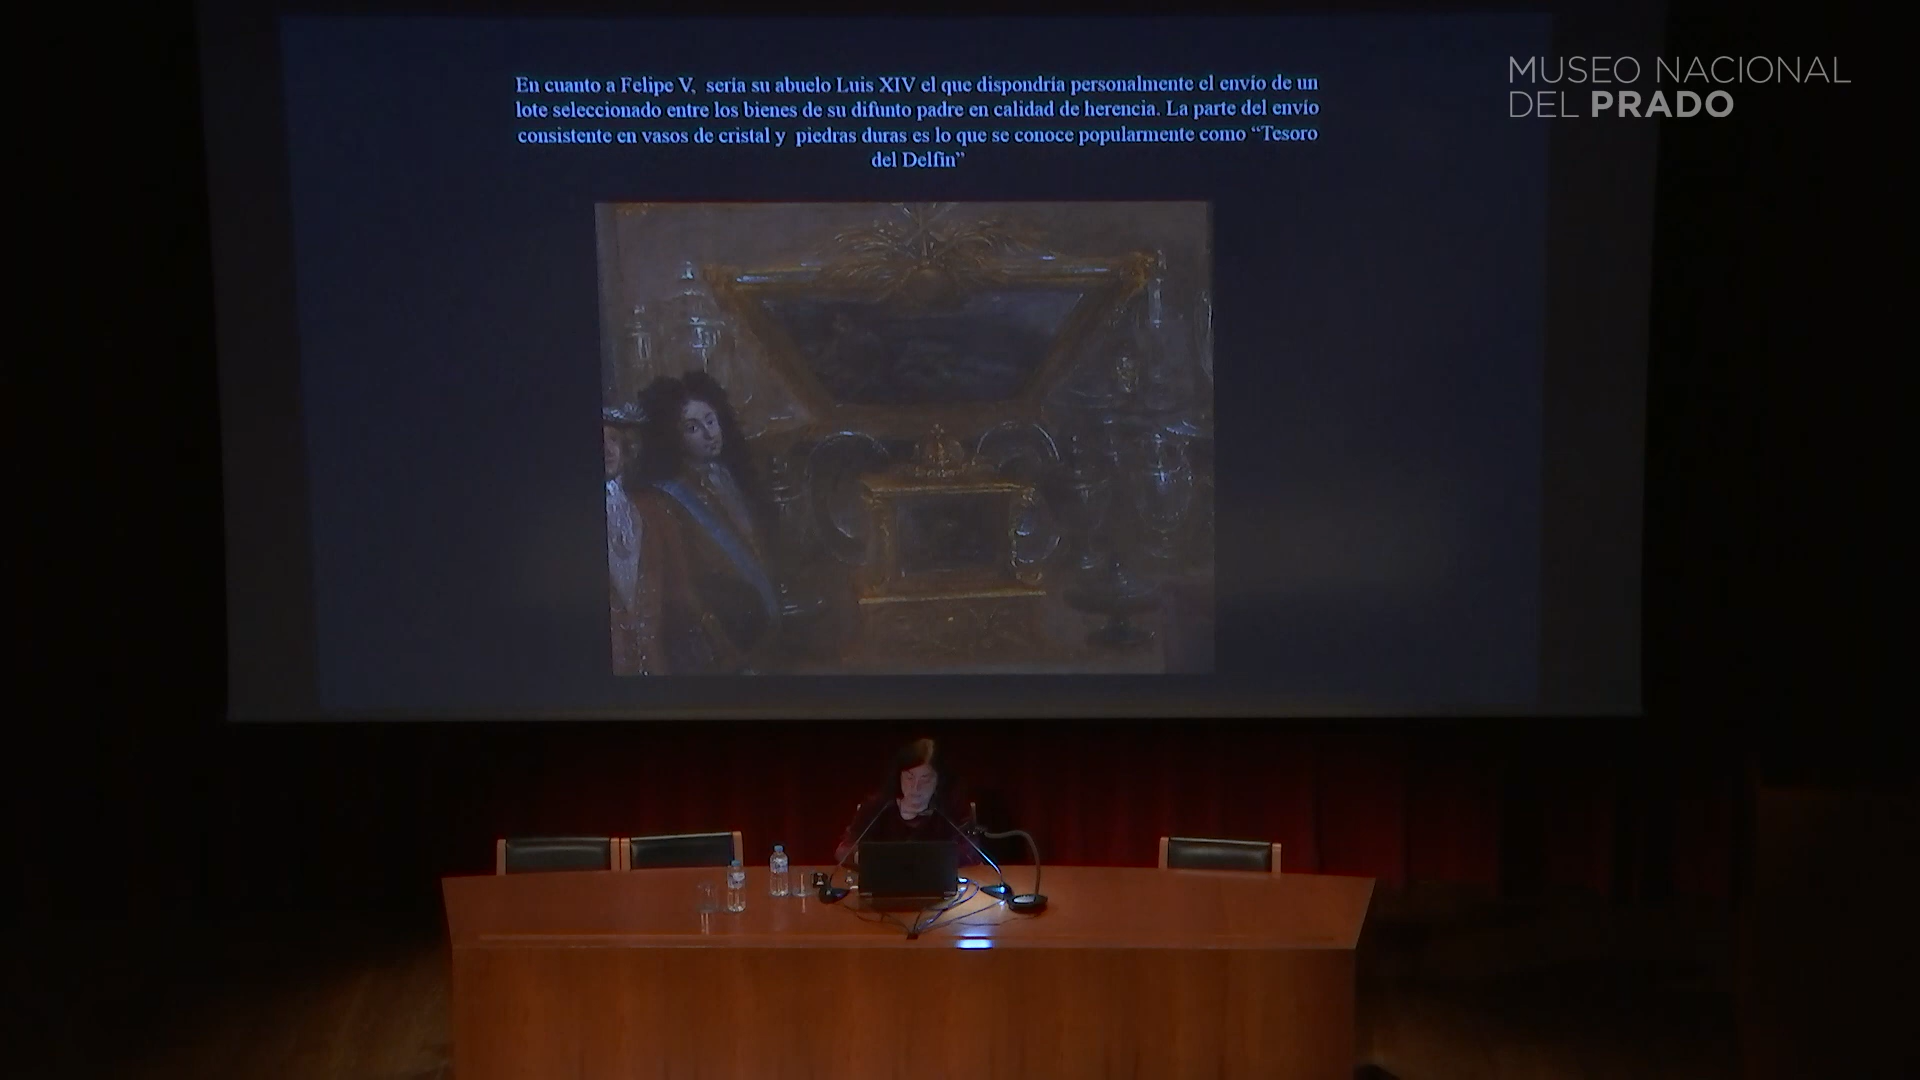 En cuanto a Felipe V, sería su abuelo Luis XIV el que dispondría personalmente el envío de un
lote seleccionado entre los bienes de su difunto padre en calidad de herencia. La parte del envío
consistente en vasos de cristal y piedras duras es lo que se conoce popularmente como “Tesoro
del Delfín”
MUSEO NACIONAL
DEL PRADO